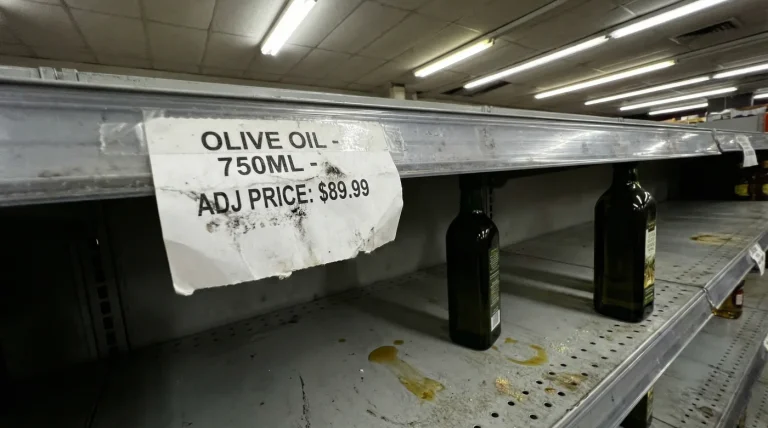 OLIVE OIL -
750ML -
ADJ PRICE: $89.99